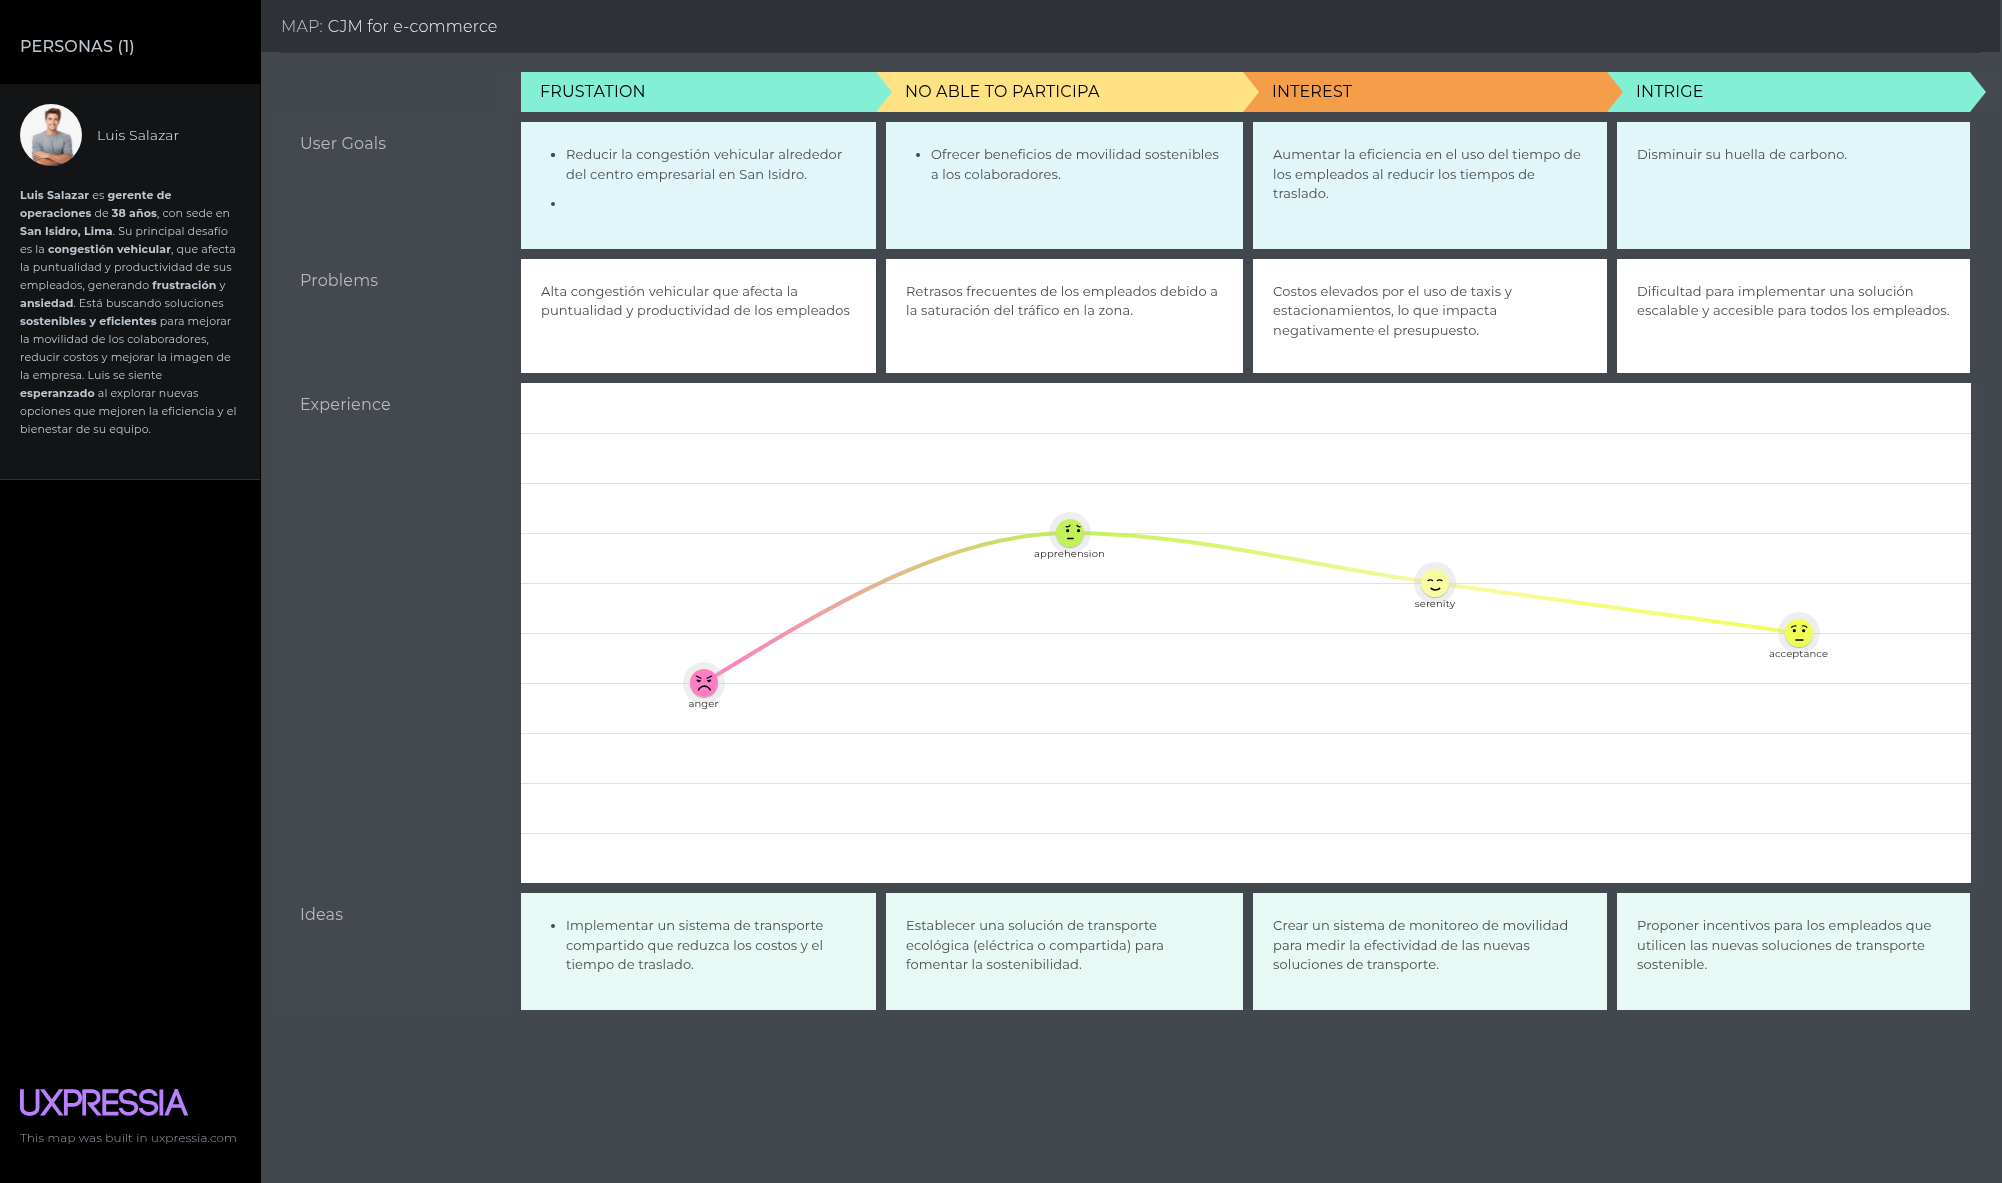 PERSONAS (1)
Luis Salazar
Luis Salazar es gerente de
operaciones de 38 años, con sede en
San Isidro, Lima. Su principal desafío
es la congestión vehicular, que afecta
la puntualidad y productividad de sus
empleados, generando frustración y
ansiedad. Está buscando soluciones
sostenibles y eficientes para mejorar
la movilidad de los colaboradores,
reducir costos y mejorar la imagen de
la empresa. Luis se siente
esperanzado al explorar nuevas
opciones que mejoren la eficiencia y el
bienestar de su equipo.
UXPRESSIA
This map was built in uxpressia.com
MAP: CJM for e-commerce
FRUSTATION
NO ABLE TO PARTICIPA
INTEREST
INTRIGE
User Goals
• Reducir la congestión vehicular alrededor
del centro empresarial en San Isidro.
•
• Ofrecer beneficios de movilidad sostenibles
a los colaboradores.
Aumentar la eficiencia en el uso del tiempo de
los empleados al reducir los tiempos de
traslado.
Disminuir su huella de carbono.
Problems
Alta congestión vehicular que afecta la
puntualidad y productividad de los empleados
Retrasos frecuentes de los empleados debido a
la saturación del tráfico en la zona.
Costos elevados por el uso de taxis y
estacionamientos, lo que impacta
negativamente el presupuesto.
Dificultad para implementar una solución
escalable y accesible para todos los empleados.
Experience
anger
apprehension
serenity
acceptance
Ideas
• Implementar un sistema de transporte
compartido que reduzca los costos y el
tiempo de traslado.
Establecer una solución de transporte
ecológica (eléctrica o compartida) para
fomentar la sostenibilidad.
Crear un sistema de monitoreo de movilidad
para medir la efectividad de las nuevas
soluciones de transporte.
Proponer incentivos para los empleados que
utilicen las nuevas soluciones de transporte
sostenible.